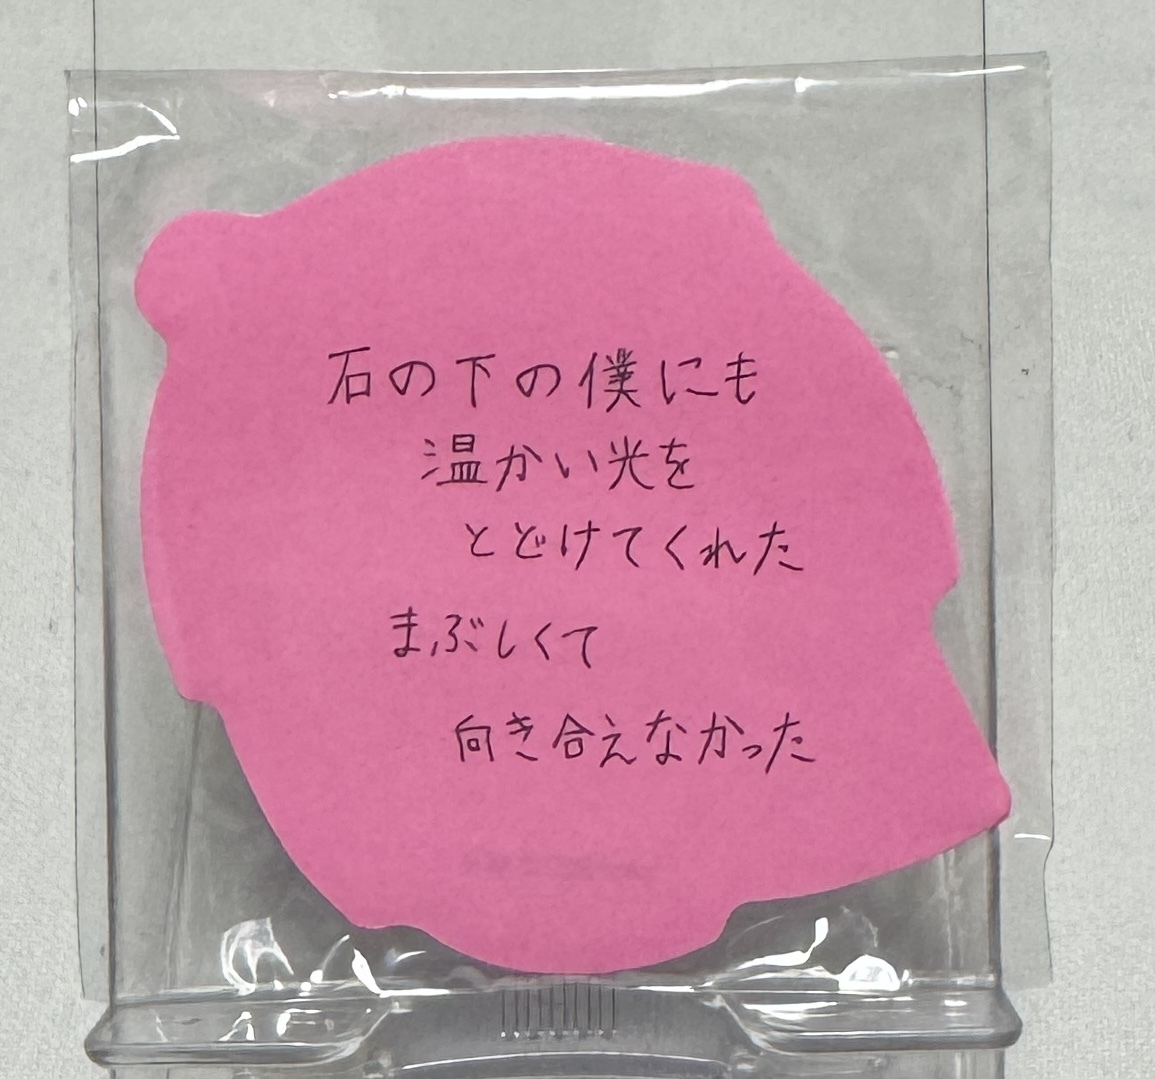 石の下の僕にも
温かい光を
とどけてくれた
まぶしくて
向き合えなかった